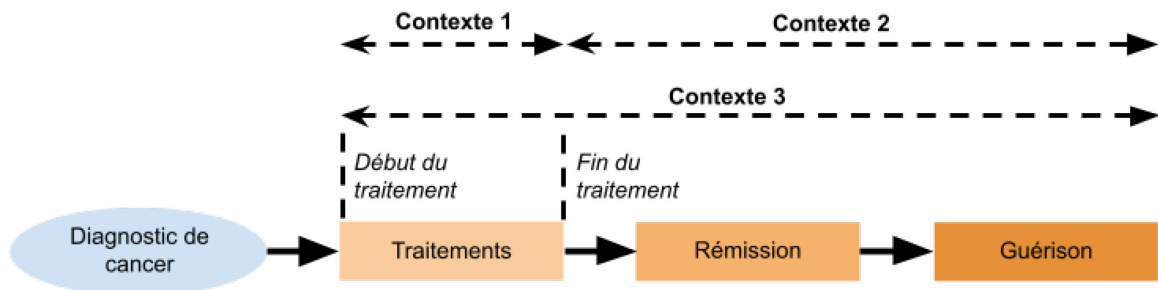 Contexte 1
Contexte 2
Contexte 3
Début du
traitement
Fin du
traitement
Diagnostic de
cancer
Traitements
Rémission
Guérison